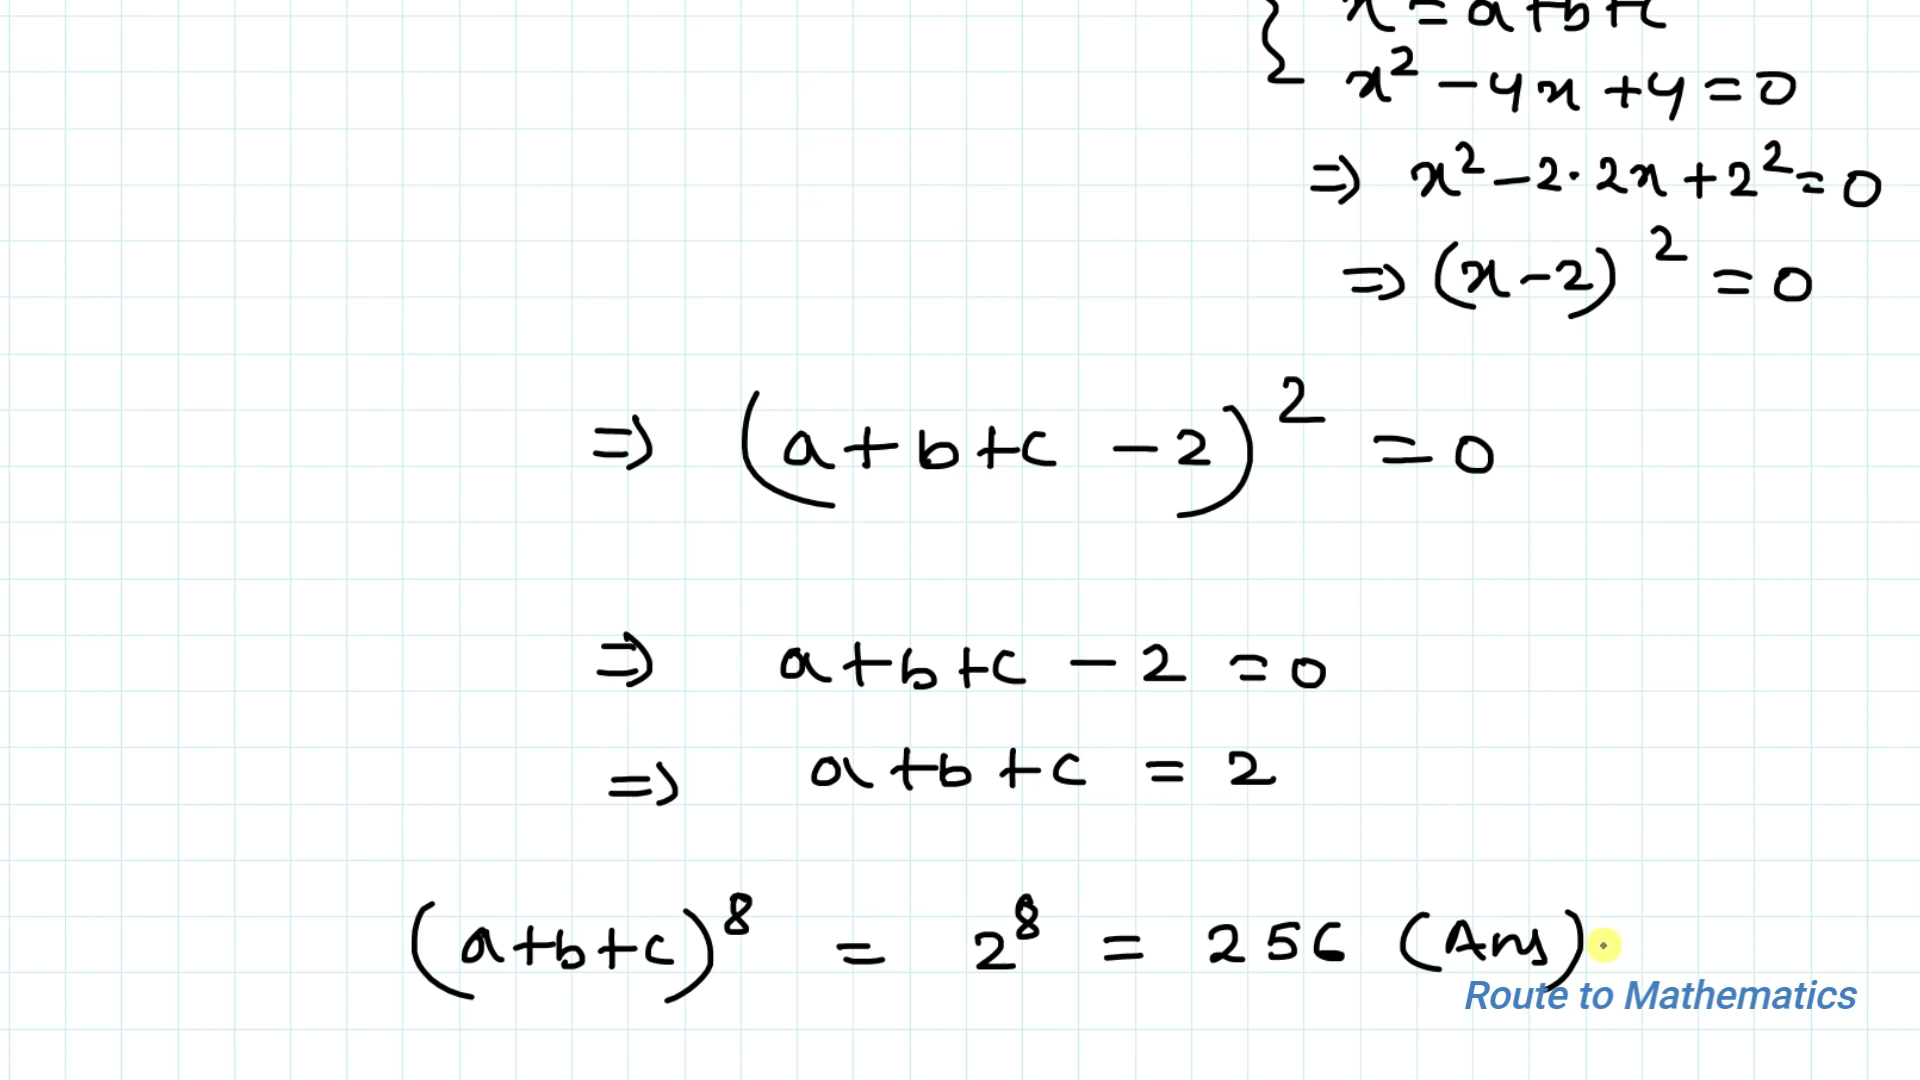 { x = a+b+c
x² - 4x + 4 = 0
⇒ x² - 2·2x + 2² = 0
⇒ (x-2)² = 0
⇒ (a+b+c -2)² = 0
⇒ a+b+c - 2 = 0
⇒ a+b+c = 2
(a+b+c)⁸ = 2⁸ = 256 (Ans)
Route to Mathematics